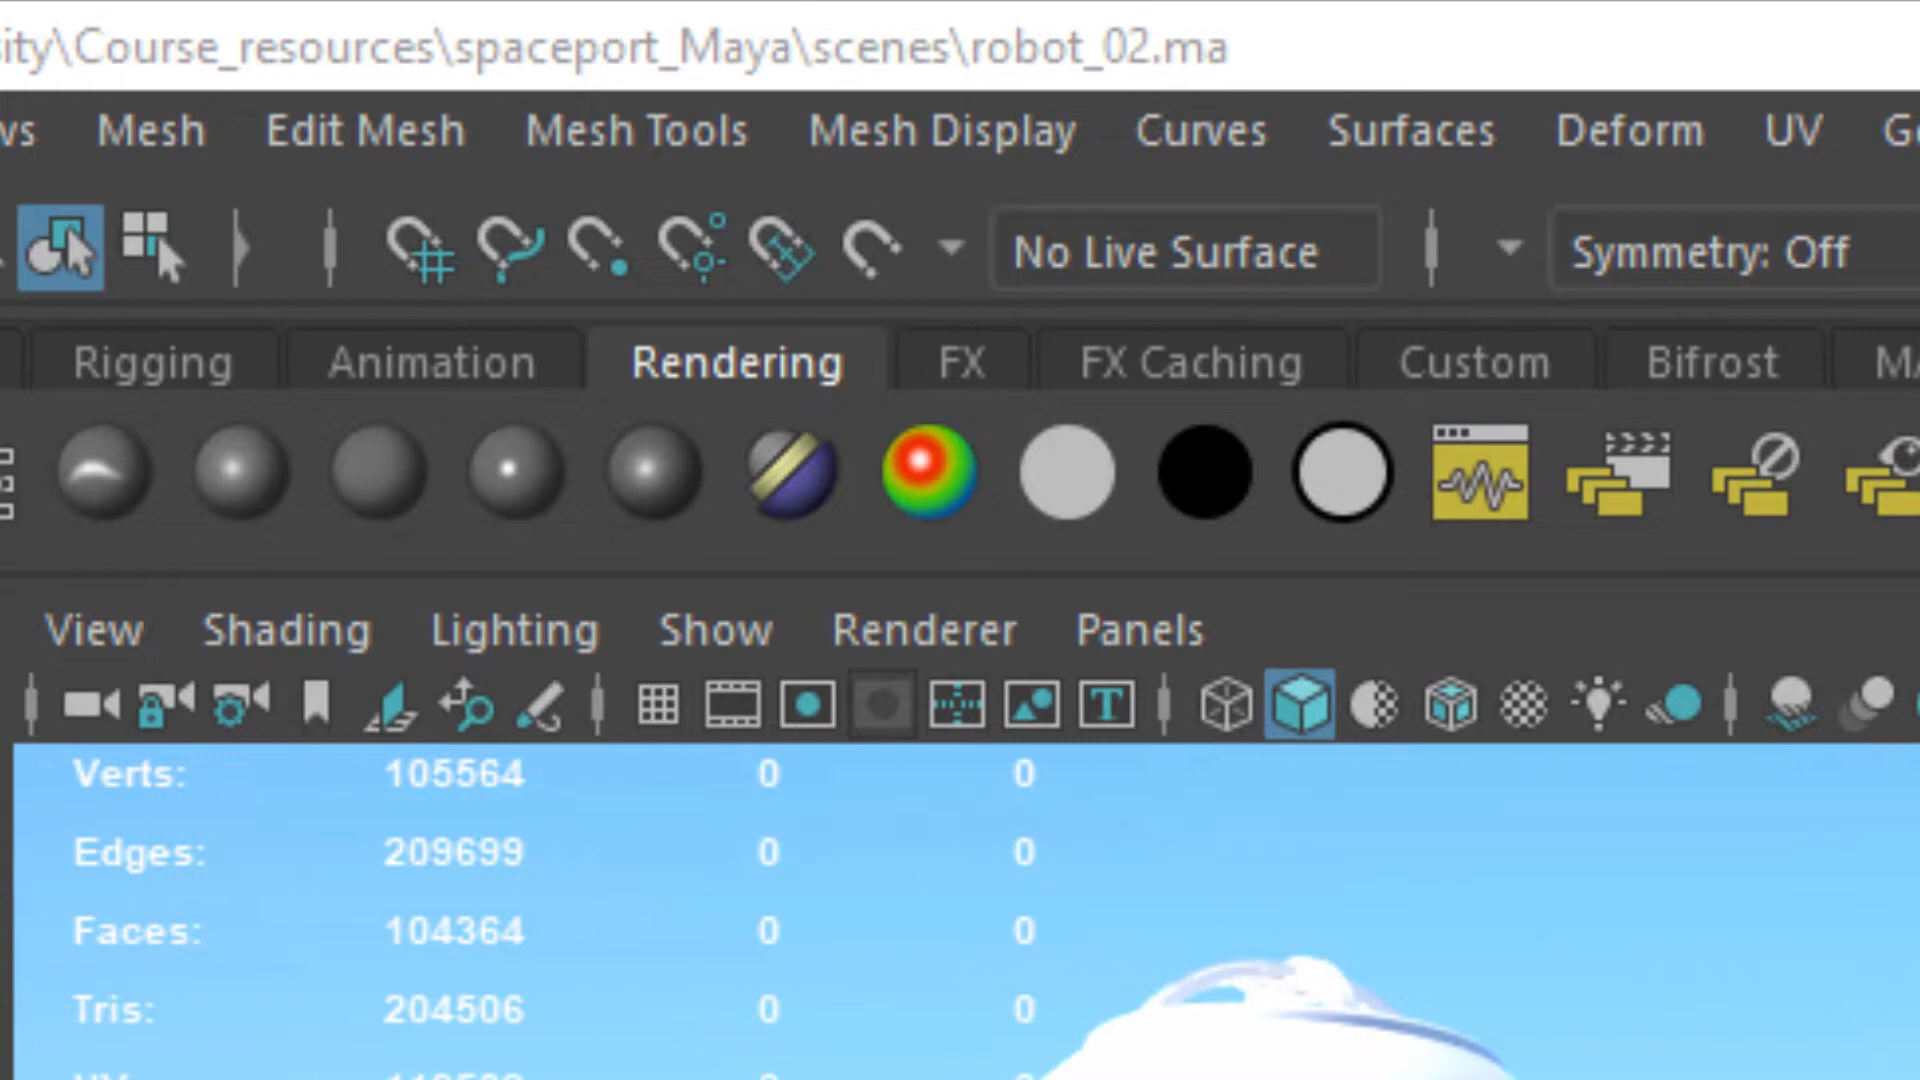 ity\Course_resources\spaceport_Maya\scenes\robot_02.ma
Mesh Edit Mesh Mesh Tools Mesh Display Curves Surfaces Deform UV
No Live Surface Symmetry: Off
Rigging Animation Rendering FX FX Caching Custom Bifrost
View Shading Lighting Show Renderer Panels
T
Verts: 105564 0 0
Edges: 209699 0 0
Faces: 104364 0 0
Tris: 204506 0 0